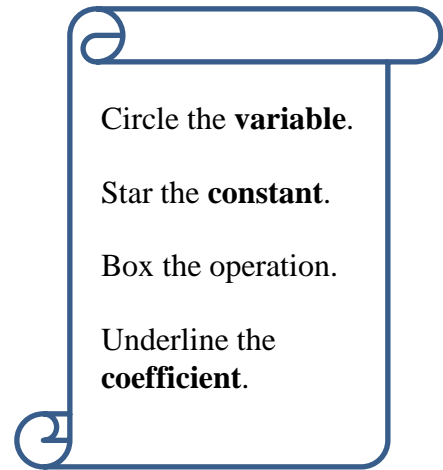 Circle the variable.
Star the constant.
Box the operation.
Underline the
coefficient.